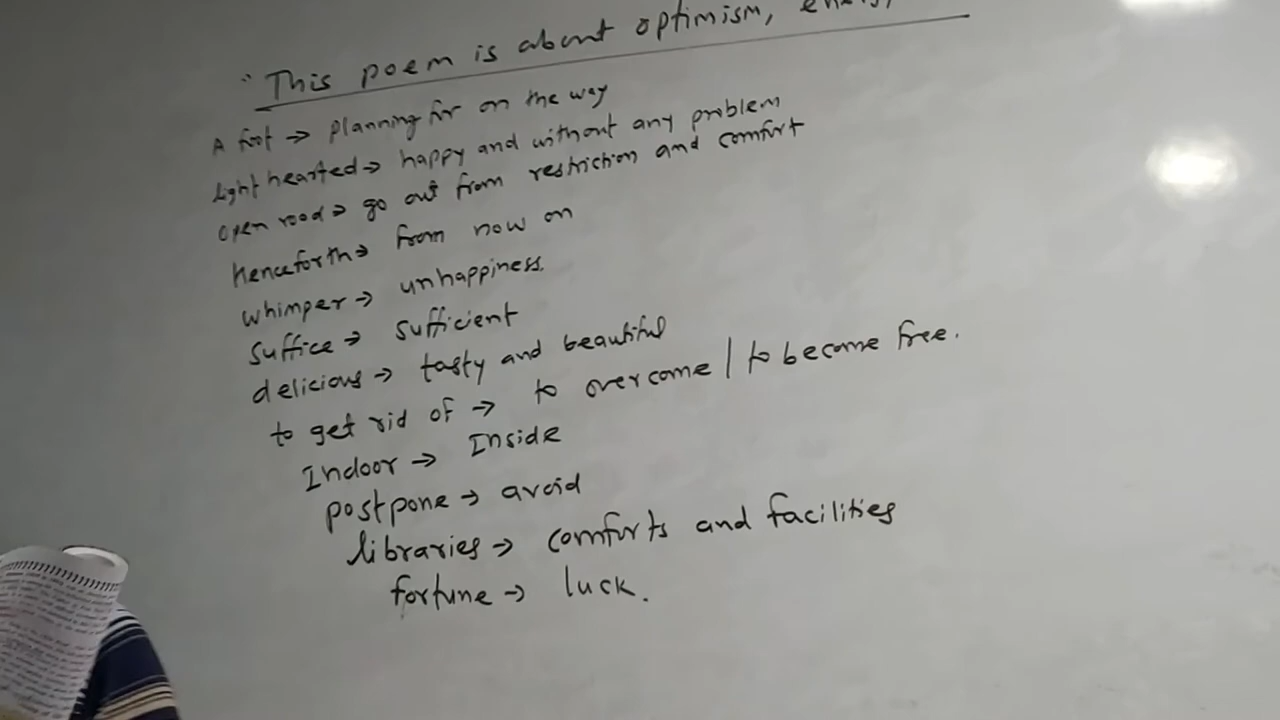 "This poem is about optimism,
A foot → planning for on the way
Light hearted → happy and without any problem
open road → go out from restriction and comfort
henceforth → from now on
whimper → unhappiness.
Suffice → sufficient
delicious → tasty and beautiful
to get rid of → to overcome / to become free.
Indoor → Inside
postpone → avoid
libraries → comforts and facilities
fortune → luck.